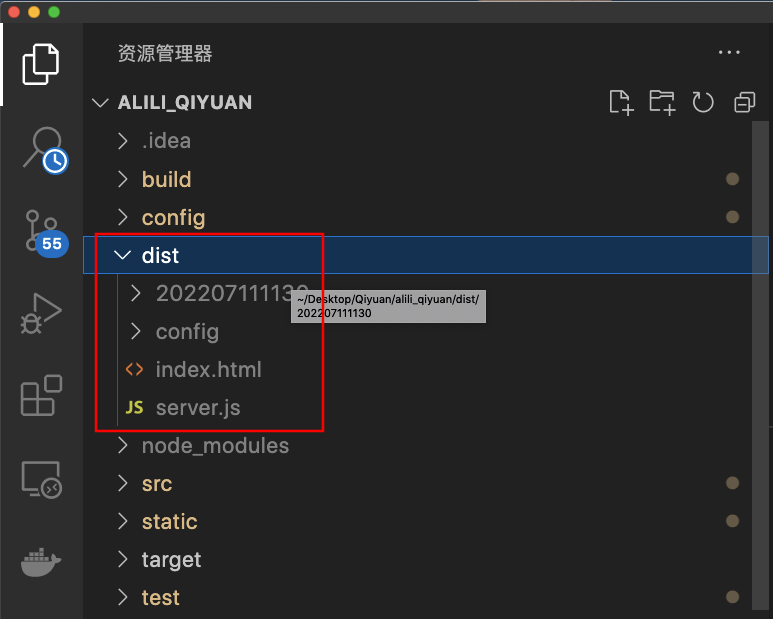 资源管理器
ALILI_QIYUAN
.idea
build
config
55
dist
202207111130
~/Desktop/Qiyuan/alili_qiyuan/dist/
202207111130
config
index.html
JS server.js
node_modules
src
static
target
test